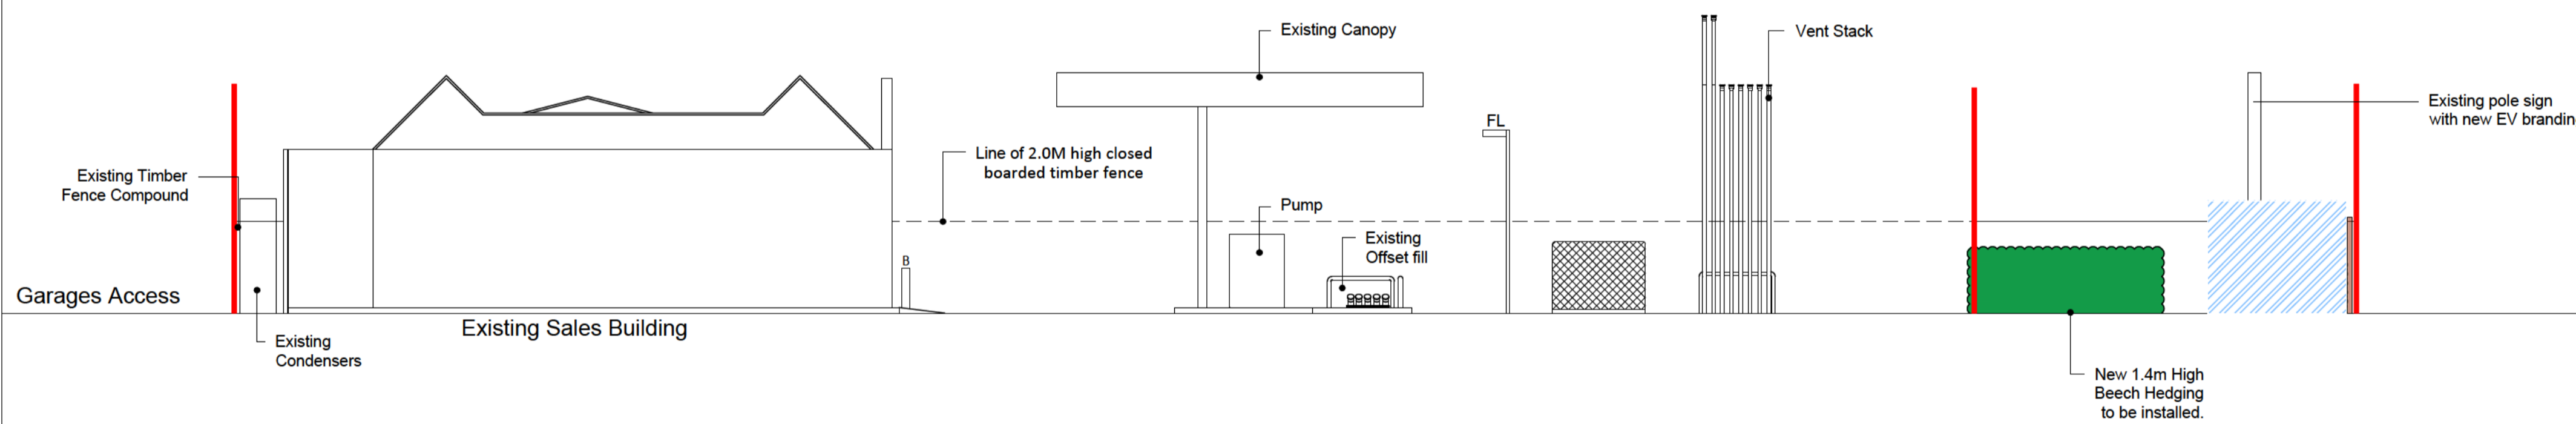 Existing Canopy
Vent Stack
Existing pole sign
with new EV brandin
FL
Line of 2.0M high closed
boarded timber fence
Existing Timber
Fence Compound
Pump
Existing
Offset fill
B
Garages Access
Existing Sales Building
Existing
Condensers
New 1.4m High
Beech Hedging
to be installed.